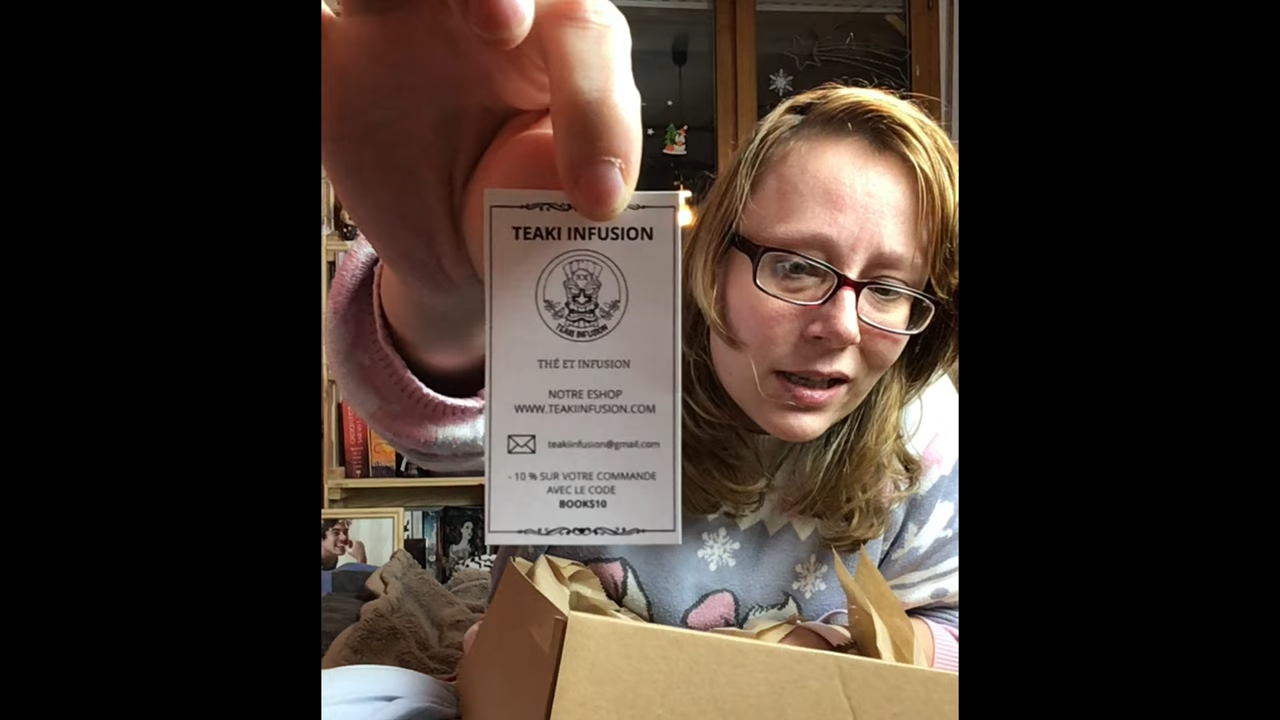 TEAKI INFUSION
TEAKI INFUSION
THÉ ET INFUSION
NOTRE ESHOP
WWW.TEAKIINFUSION.COM
teakiinfusion@gmail.com
- 10 % SUR VOTRE COMMANDE
AVEC LE CODE
BOOKS10